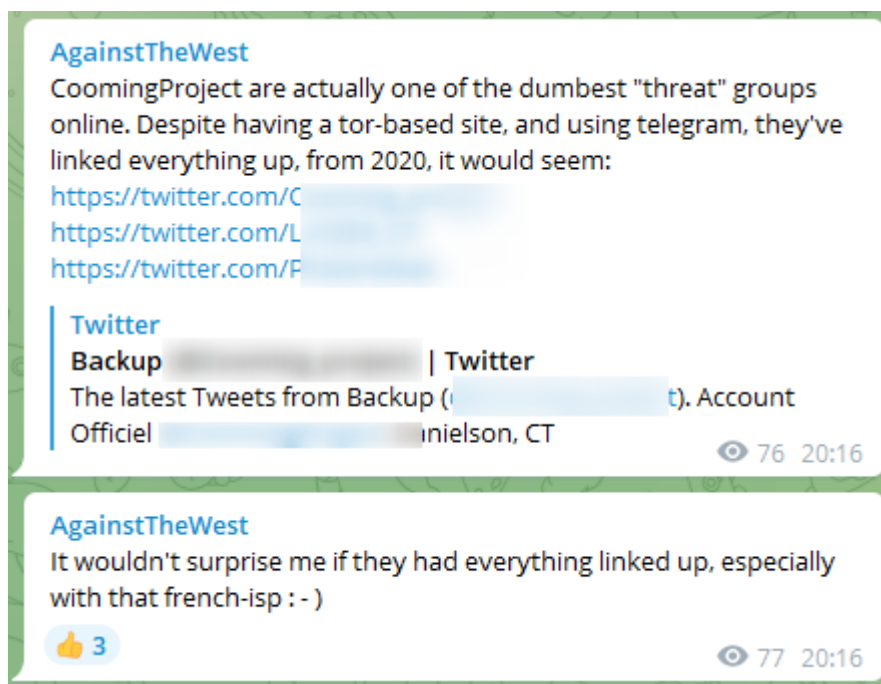 AgainstTheWest
CoomingProject are actually one of the dumbest "threat" groups
online. Despite having a tor-based site, and using telegram, they've
linked everything up, from 2020, it would seem:
https://twitter.com/C
https://twitter.com/L
https://twitter.com/P
Twitter
Backup | Twitter
The latest Tweets from Backup ( t). Account
Officiel nielson, CT
76 20:16
AgainstTheWest
It wouldn't surprise me if they had everything linked up, especially
with that french-isp : - )
👍 3
77 20:16